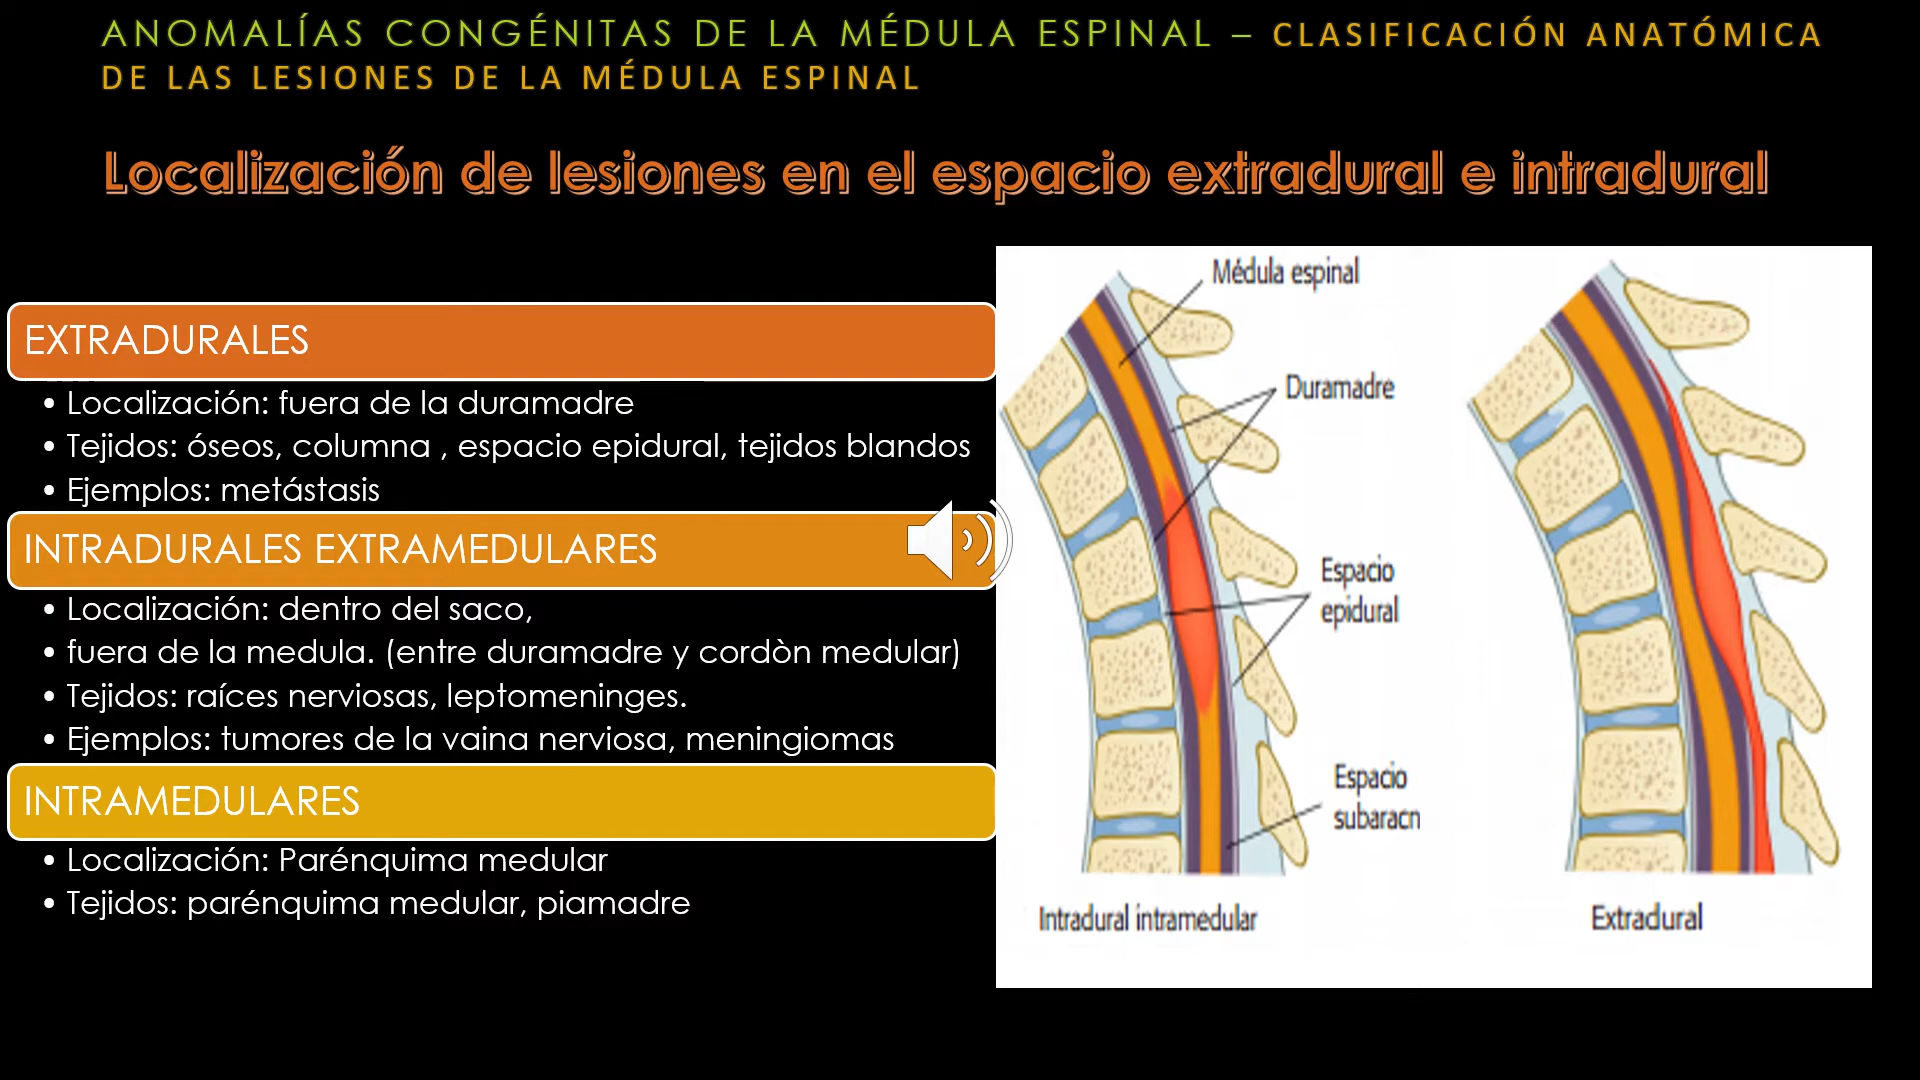 ANOMALÍAS CONGÉNITAS DE LA MÉDULA ESPINAL – CLASIFICACIÓN ANATÓMICA
DE LAS LESIONES DE LA MÉDULA ESPINAL
Localización de lesiones en el espacio extradural e intradural
EXTRADURALES
• Localización: fuera de la duramadre
• Tejidos: óseos, columna , espacio epidural, tejidos blandos
• Ejemplos: metástasis
INTRADURALES EXTRAMEDULARES
• Localización: dentro del saco,
• fuera de la medula. (entre duramadre y cordòn medular)
• Tejidos: raíces nerviosas, leptomeninges.
• Ejemplos: tumores de la vaina nerviosa, meningiomas
INTRAMEDULARES
• Localización: Parénquima medular
• Tejidos: parénquima medular, piamadre
Médula espinal
Duramadre
Espacio
epidural
Espacio
subaracn
Intradural intramedular
Extradural